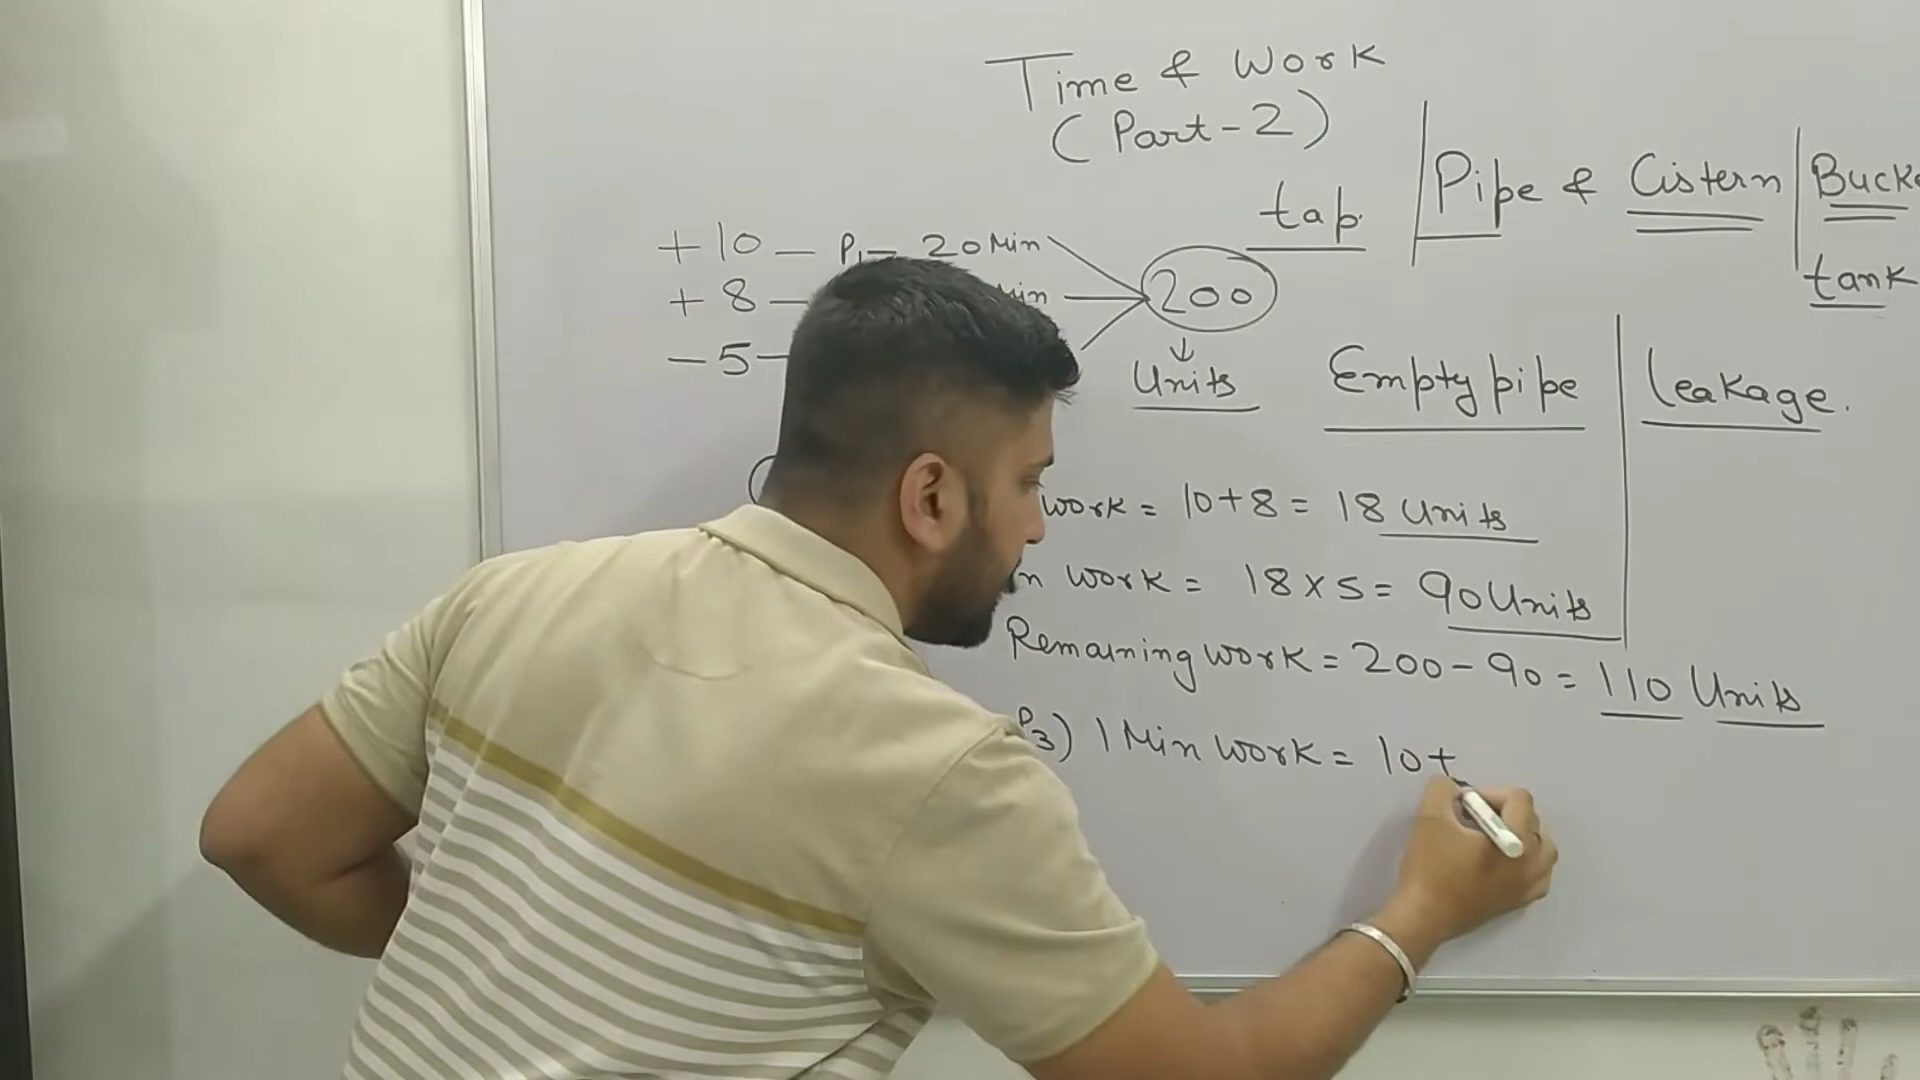 Time & Work
(Part-2)
tap
Pipe & Cistern
tank
+10 — P1 — 20 Min
+ 8 —
200
- 5 —
Units
Empty pipe
Leakage.
work = 10+8 = 18 Units
work = 18 x 5 = 90 Units
Remaining work = 200 - 90 = 110 Units
P3) 1 Min work = 10+